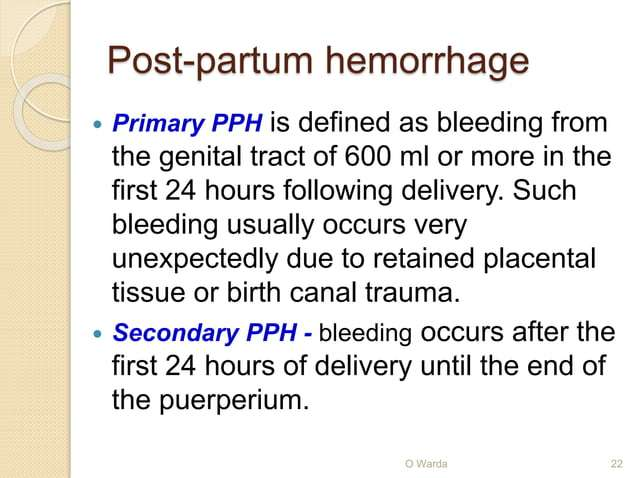 Post-partum hemorrhage
• Primary PPH is defined as bleeding from
the genital tract of 600 ml or more in the
first 24 hours following delivery. Such
bleeding usually occurs very
unexpectedly due to retained placental
tissue or birth canal trauma.
• Secondary PPH - bleeding occurs after the
first 24 hours of delivery until the end of
the puerperium.
O Warda 22